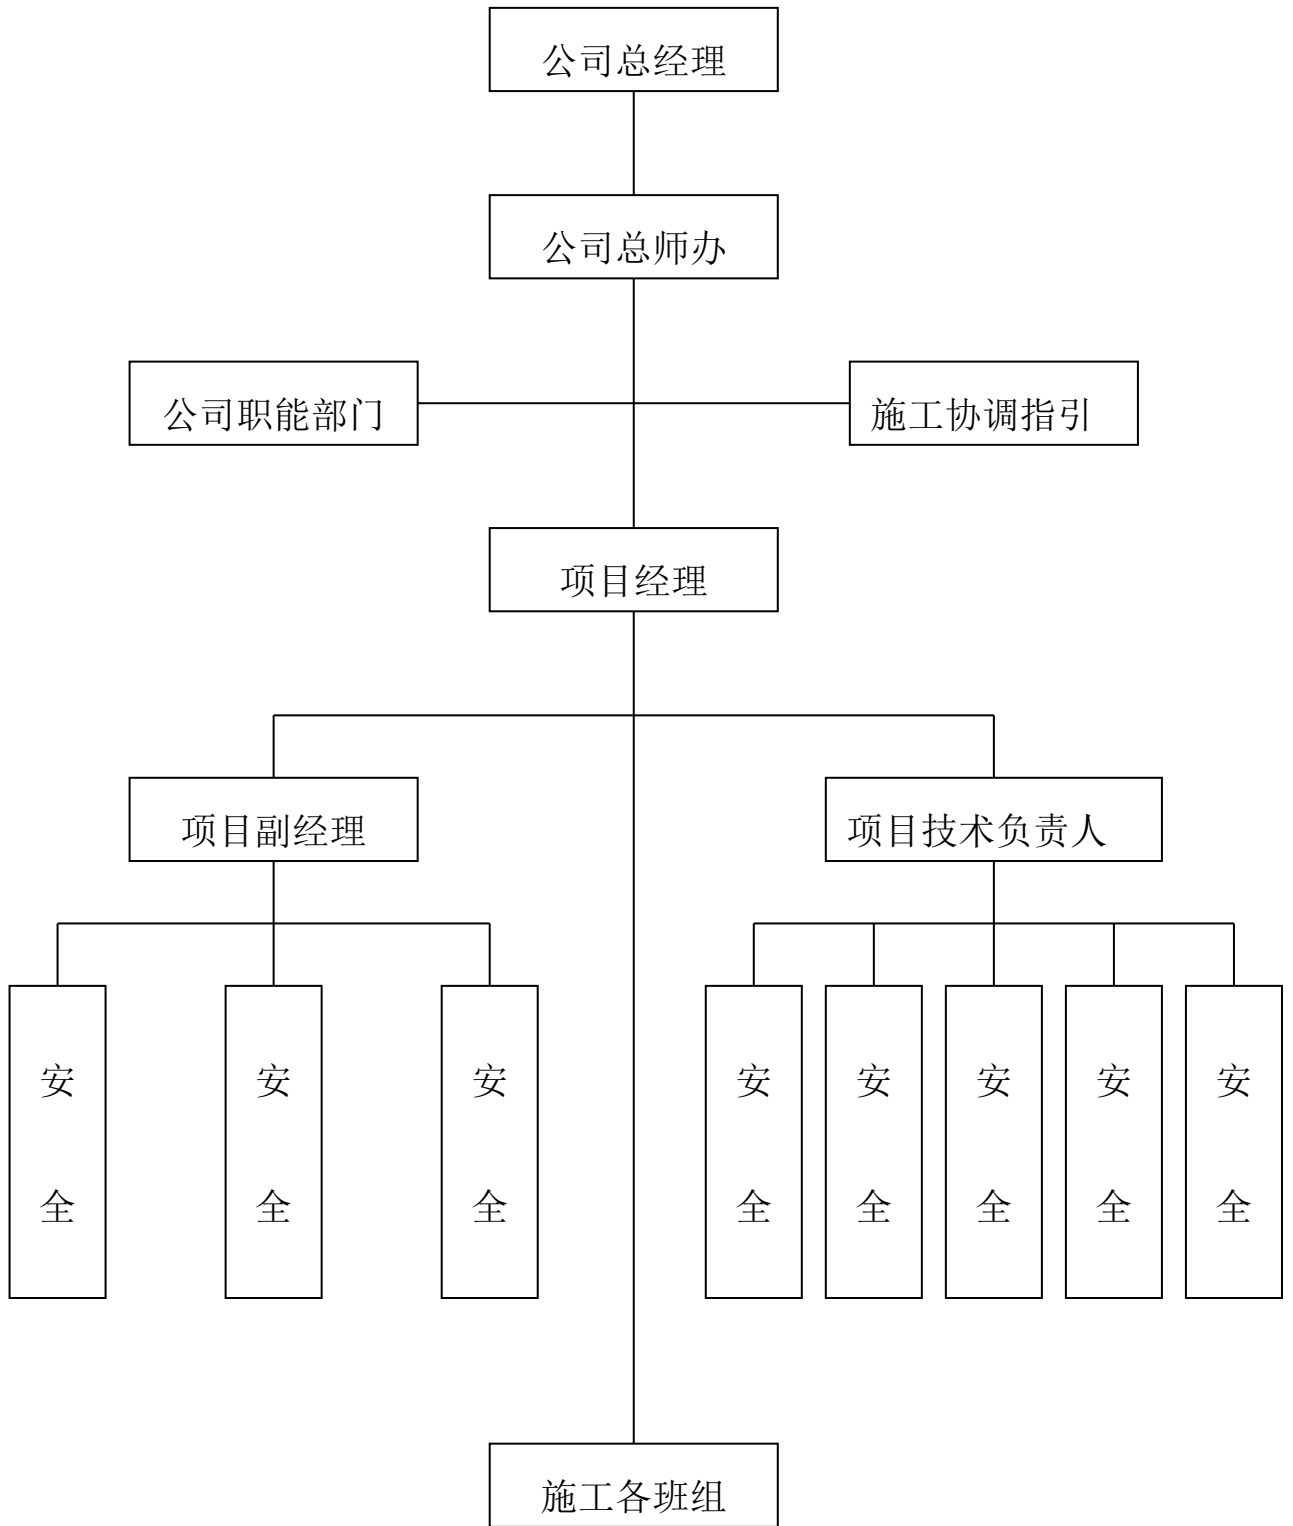 公司总经理
公司总师办
公司职能部门
施工协调指引
项目经理
项目副经理
项目技术负责人
安全
安全
安全
安全
安全
安全
安全
安全
施工各班组